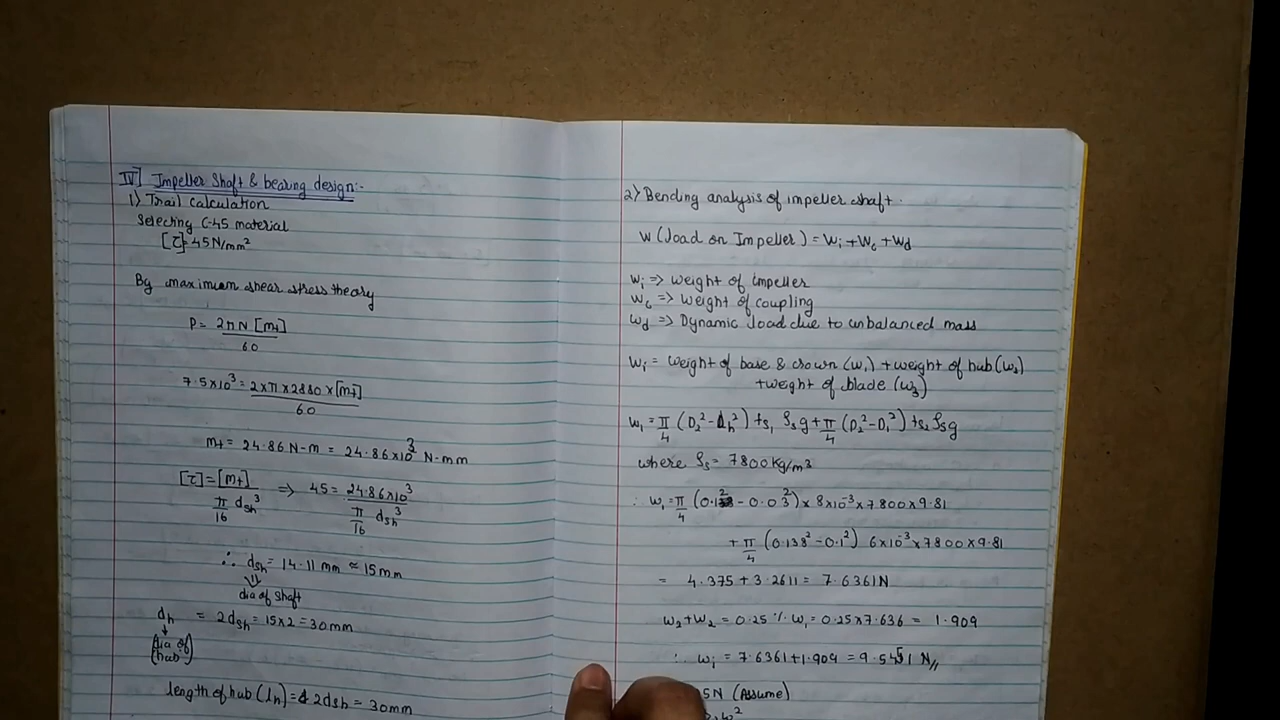 IV] Impeller Shaft & bearing design:-
1) Trail calculation
Selecting C-45 material
[τ]=45N/mm²
By maximum shear stress theory
P = 2πN [Mt] / 60
7.5×10³ = 2×π×2880×[Mt] / 60
Mt = 24.86 N-m = 24.86×10³ N-mm
[τ] = [Mt] / (π/16 dsh³) => 45 = 24.86×10³ / (π/16 dsh³)
∴ dsh = 14.11 mm ≈ 15mm
dia of shaft
dh = 2dsh = 15×2 = 30mm
(dia of hub)
length of hub (lh) = 2dsh = 30mm
2) Bending analysis of impeller shaft.
W (load on Impeller) = Wi + Wc + Wd
Wi => Weight of impeller
Wc => Weight of coupling
Wd => Dynamic load due to unbalanced mass
Wi = Weight of base & crown (W1) + weight of hub (W2)
+ weight of blade (W3)
W1 = π/4 (D2² - dh²) ts1 ρs g + π/4 (D2² - D1²) ts2 ρs g
where ρs = 7800 kg/m³
∴ W1 = π/4 (0.138² - 0.03²) × 8×10⁻³ × 7800 × 9.81
+ π/4 (0.138² - 0.1²) 6×10⁻³ × 7800 × 9.81
= 4.375 + 3.2611 = 7.6361N
W2 + W2 = 0.25 % W1 = 0.25×7.636 = 1.909
∴ Wi = 7.6361 + 1.909 = 9.5451 N //
5N (Assume)
ω²